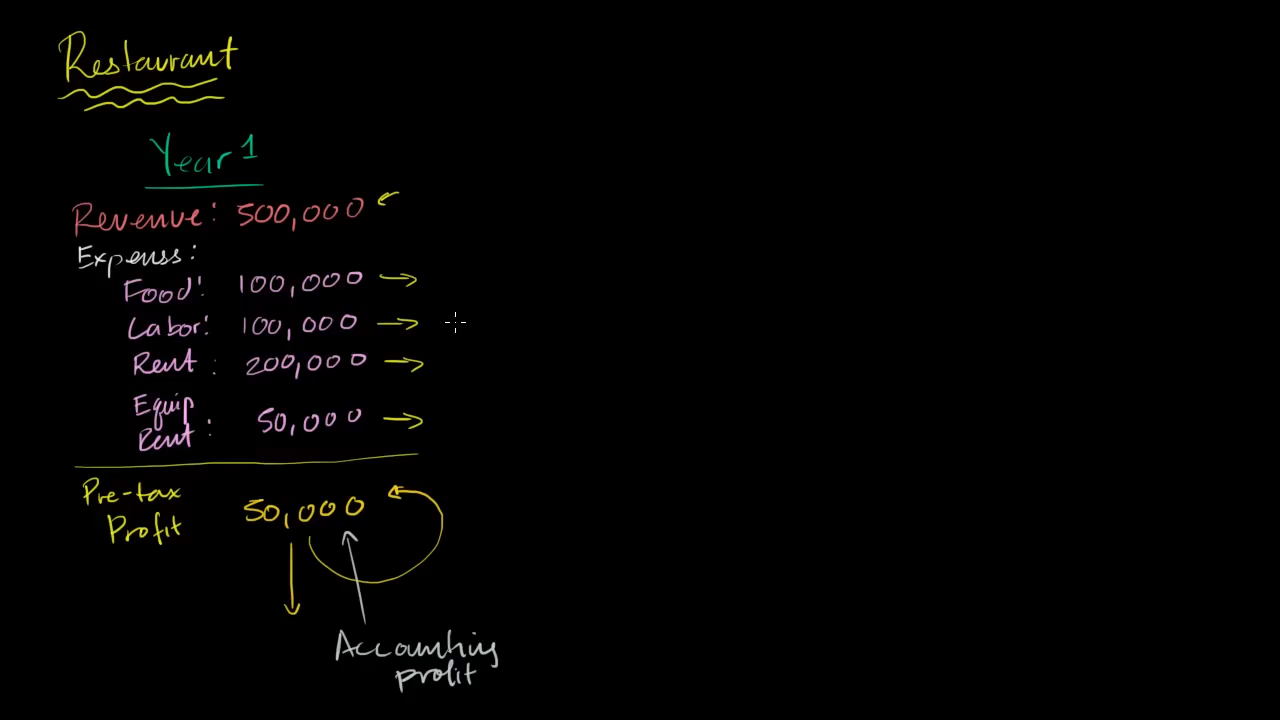 Restaurant
Year 1
Revenue: 500,000
Expenss:
Food: 100,000
Labor: 100,000
Rent : 200,000
Equip
Rent : 50,000
Pre-tax
Profit 50,000
Accounting
profit